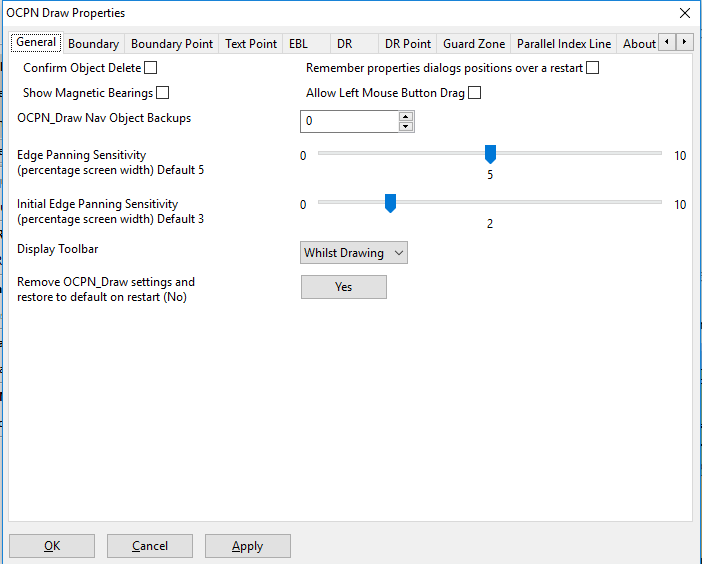 OCPN Draw Properties
General Boundary Boundary Point Text Point EBL DR DR Point Guard Zone Parallel Index Line About
Confirm Object Delete Remember properties dialogs positions over a restart
Show Magnetic Bearings Allow Left Mouse Button Drag
OCPN_Draw Nav Object Backups 0
Edge Panning Sensitivity 0 10
(percentage screen width) Default 5 5
Initial Edge Panning Sensitivity 0 10
(percentage screen width) Default 3 2
Display Toolbar Whilst Drawing
Remove OCPN_Draw settings and Yes
restore to default on restart (No)
OK Cancel Apply